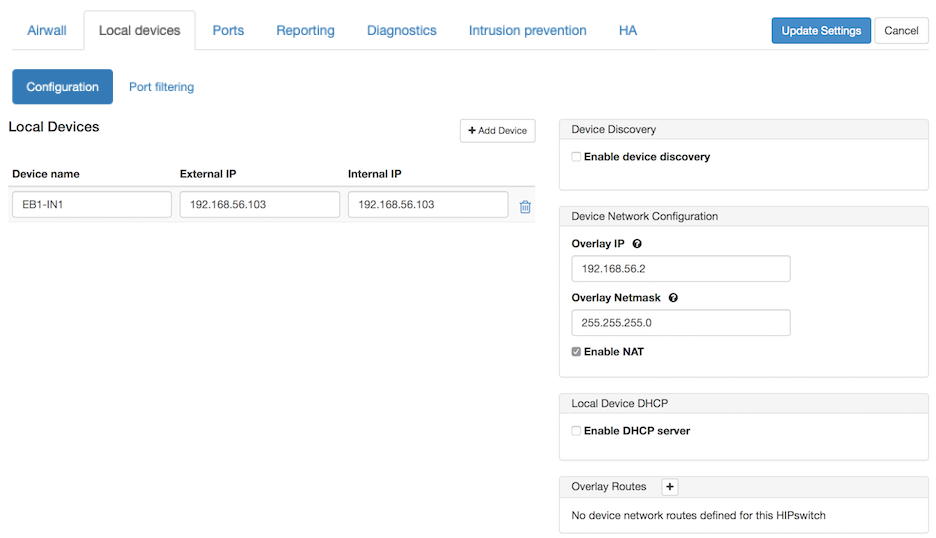 Airwall Local devices Ports Reporting Diagnostics Intrusion prevention HA Update Settings Cancel
Configuration Port filtering
Local Devices
+ Add Device
Device name External IP Internal IP
EB1-IN1 192.168.56.103 192.168.56.103
Device Discovery
Enable device discovery
Device Network Configuration
Overlay IP ?
192.168.56.2
Overlay Netmask ?
255.255.255.0
Enable NAT
Local Device DHCP
Enable DHCP server
Overlay Routes +
No device network routes defined for this HIPswitch